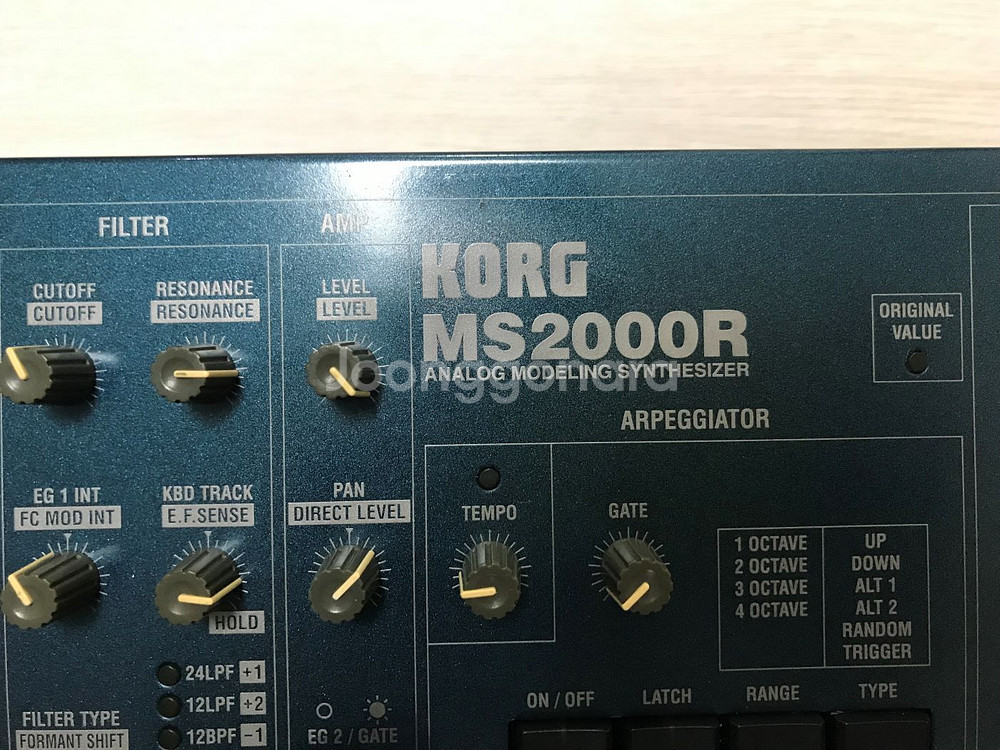 FILTER
AMP
KORG
MS2000R
ANALOG MODELING SYNTHESIZER
CUTOFF
CUTOFF
RESONANCE
RESONANCE
LEVEL
LEVEL
ORIGINAL
VALUE
Joonggonara
ARPEGGIATOR
EG 1 INT
FC MOD INT
KBD TRACK
E.F.SENSE
PAN
DIRECT LEVEL
TEMPO
GATE
HOLD
1 OCTAVE
2 OCTAVE
3 OCTAVE
4 OCTAVE
UP
DOWN
ALT 1
ALT 2
RANDOM
TRIGGER
24LPF +1
12LPF +2
12BPF -1
FILTER TYPE
FORMANT SHIFT
EG 2 / GATE
ON / OFF
LATCH
RANGE
TYPE